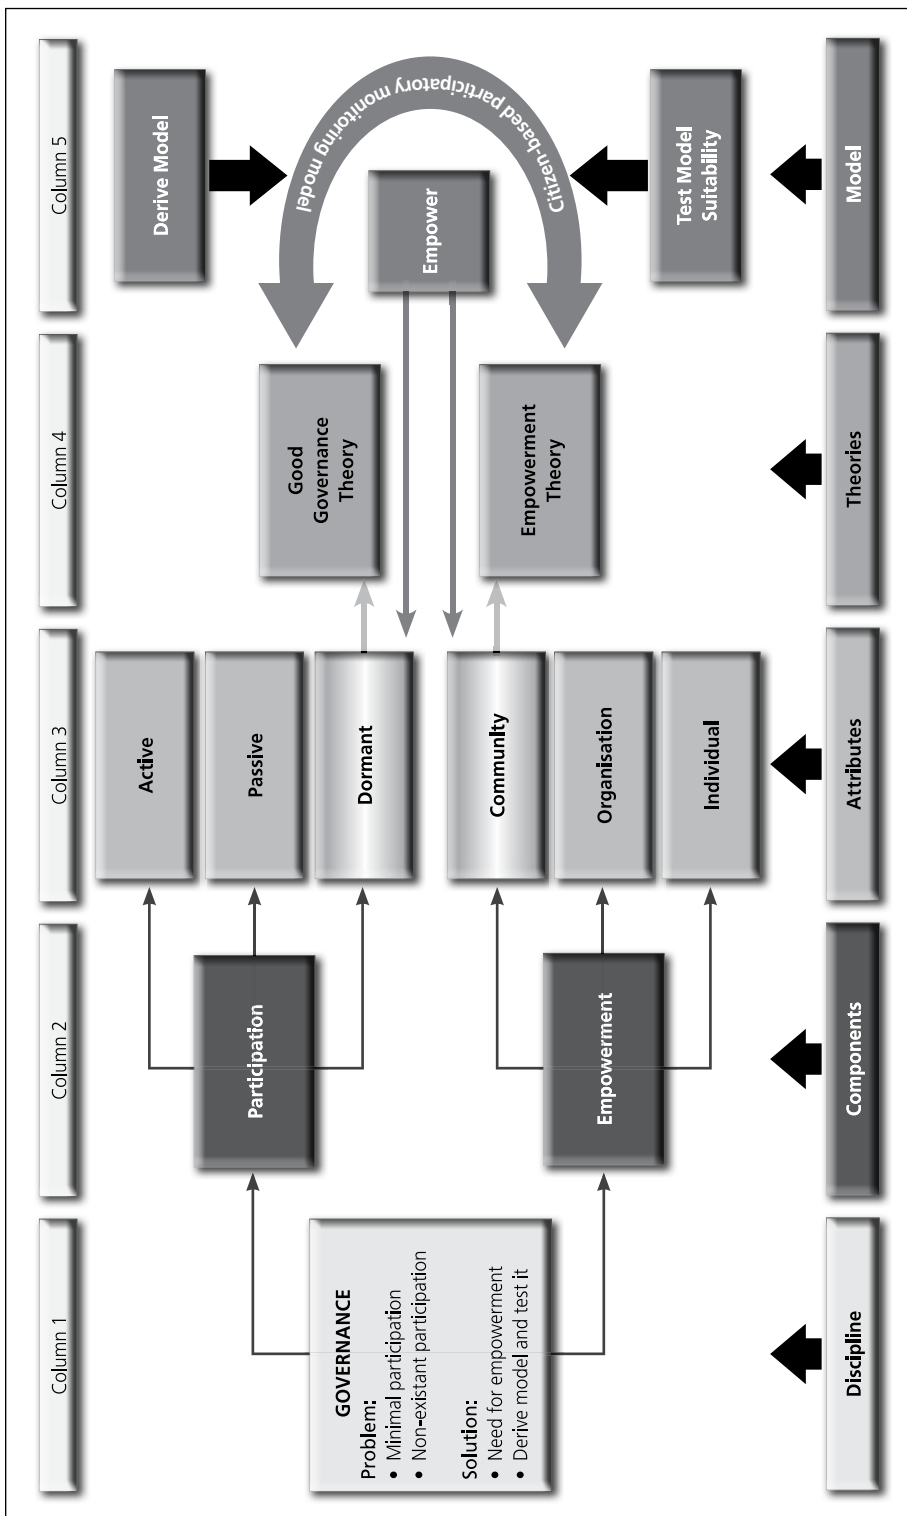 Column 1
Column 2
Column 3
Column 4
Column 5
GOVERNANCE
Problem:
• Minimal participation
• Non-existant participation
Solution:
• Need for empowerment
• Derive model and test it
Participation
Empowerment
Active
Passive
Dormant
Community
Organisation
Individual
Good
Governance
Theory
Empowerment
Theory
Derive Model
Empower
Citizen-based participatory monitoring model
Test Model
Suitability
Discipline
Components
Attributes
Theories
Model